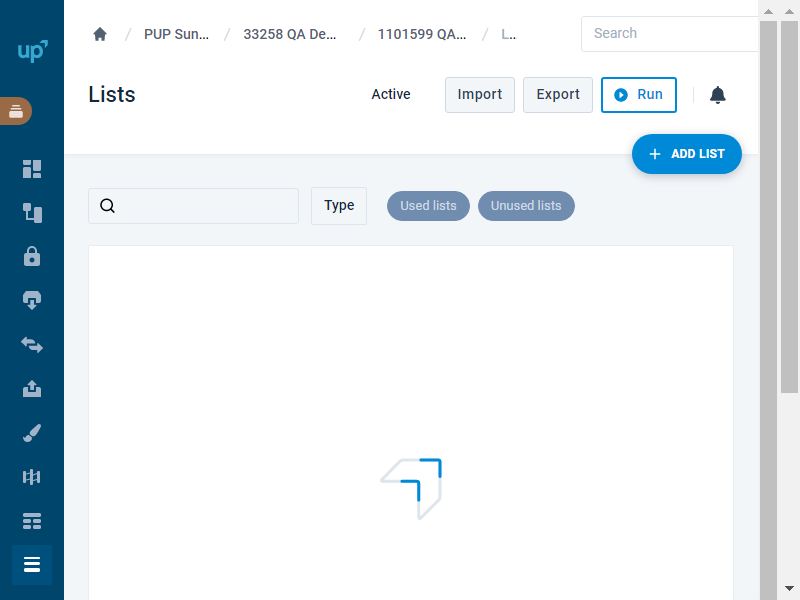 up
/ PUP Sun... / 33258 QA De... / 1101599 QA... / L..
Search
Lists
Active
Import
Export
Run
+ ADD LIST
Type
Used lists
Unused lists